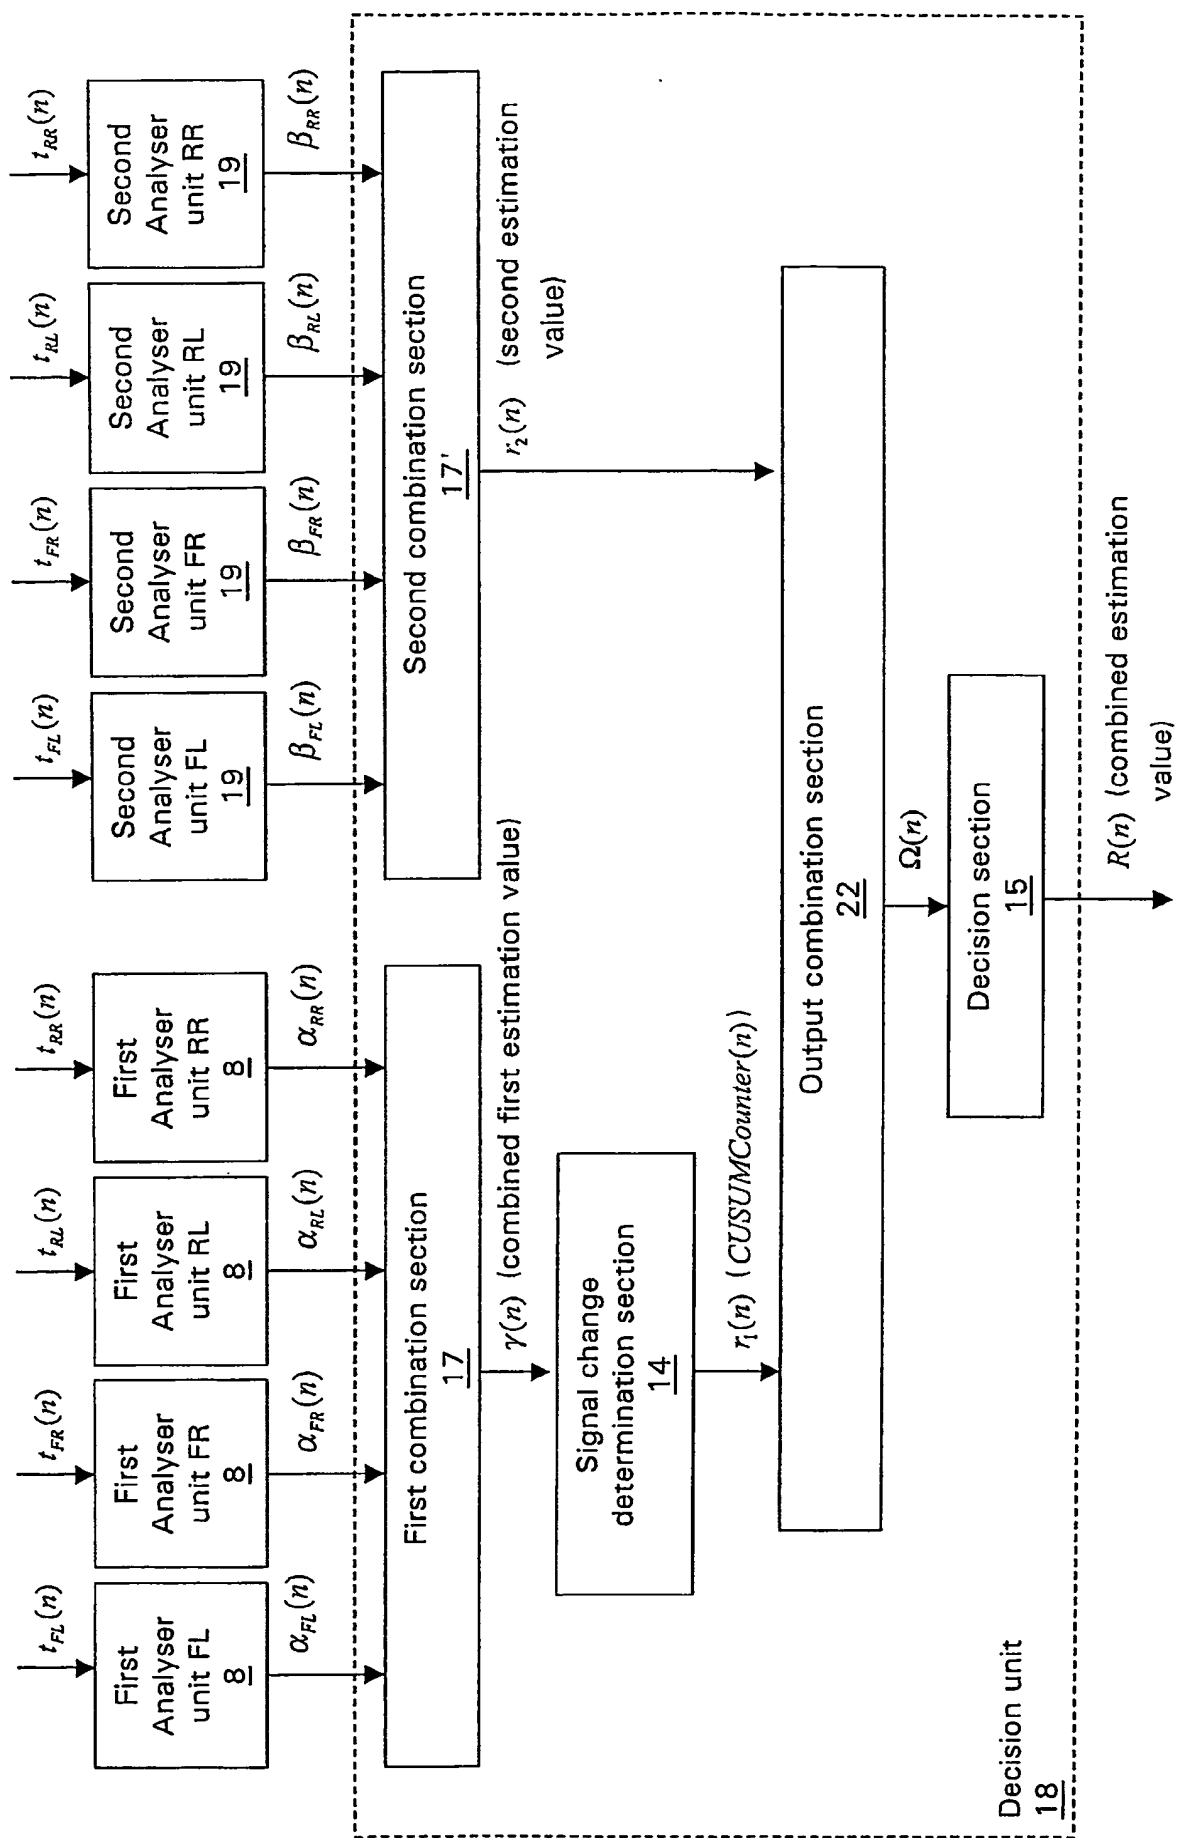 t_FL(n)
t_FR(n)
t_RL(n)
t_RR(n)
t_FL(n)
t_FR(n)
t_RL(n)
t_RR(n)
First
Analyser
unit FL
8
First
Analyser
unit FR
8
First
Analyser
unit RL
8
First
Analyser
unit RR
8
Second
Analyser
unit FL
19
Second
Analyser
unit FR
19
Second
Analyser
unit RL
19
Second
Analyser
unit RR
19
α_FL(n)
α_FR(n)
α_RL(n)
α_RR(n)
β_FL(n)
β_FR(n)
β_RL(n)
β_RR(n)
First combination section
17
Second combination section
17'
γ(n) (combined first estimation value)
r₂(n) (second estimation
value)
Signal change
determination section
14
r₁(n) (CUSUMCounter(n))
Output combination section
22
Ω(n)
Decision section
15
Decision unit
18
R(n) (combined estimation
value)